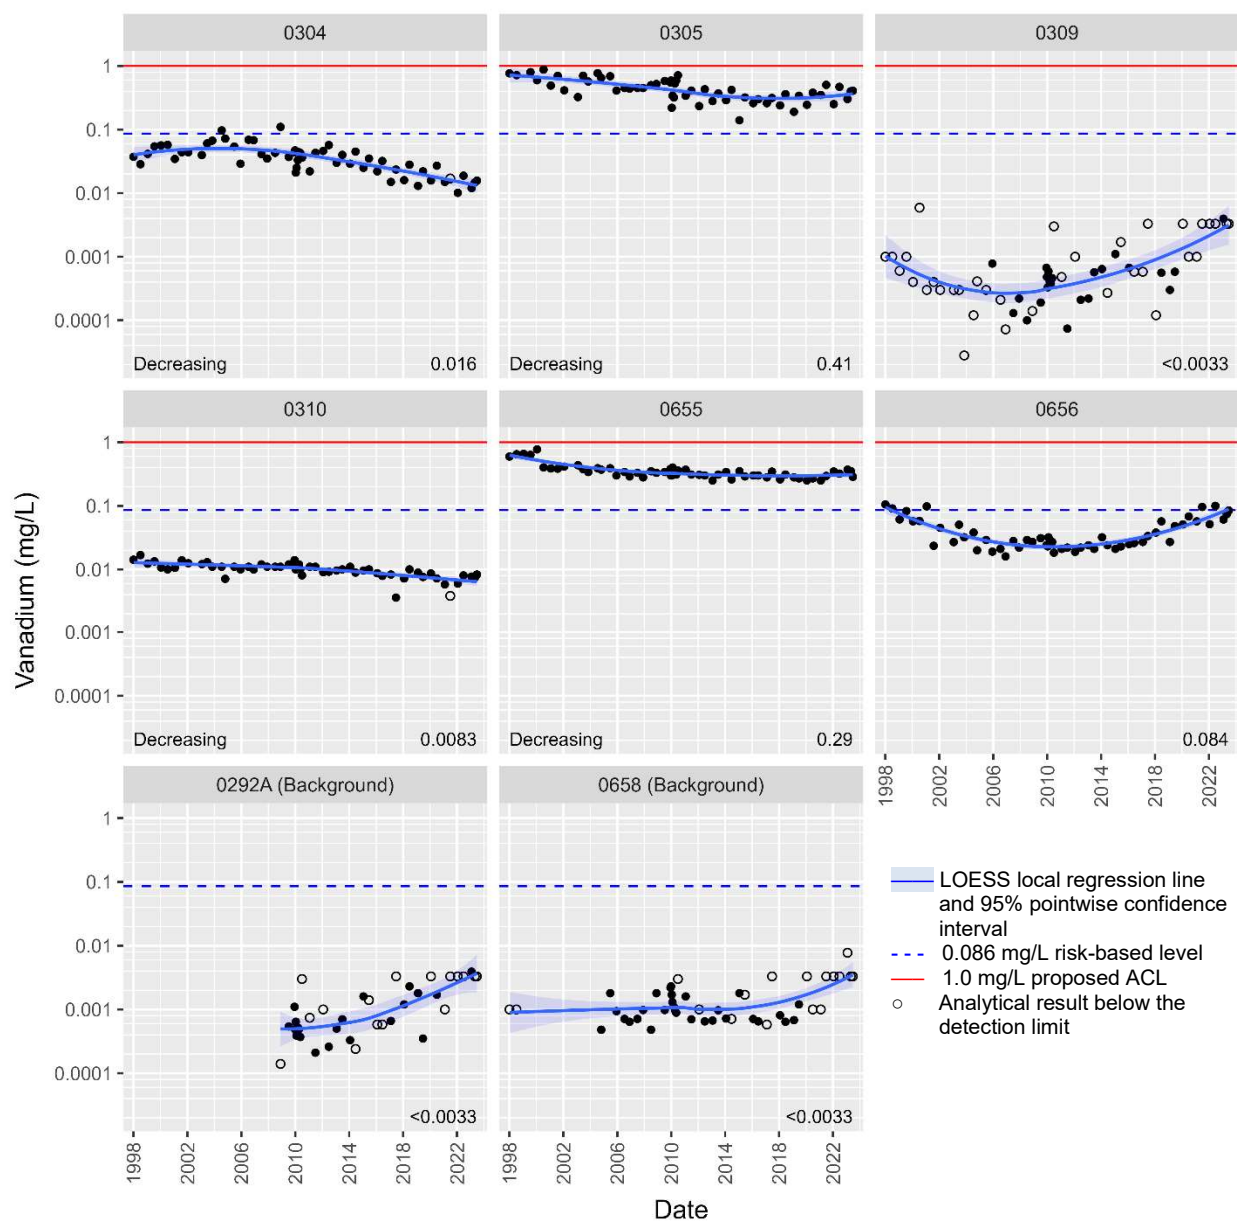 0304
0305
0309
1
0.1
0.01
0.001
0.0001
Decreasing 0.016
Decreasing 0.41
<0.0033
0310
0655
0656
1
0.1
0.01
0.001
0.0001
Decreasing 0.0083
Decreasing 0.29
0.084
Vanadium (mg/L)
0292A (Background)
0658 (Background)
1998 2002 2006 2010 2014 2018 2022
1
0.1
0.01
0.001
0.0001
<0.0033
<0.0033
LOESS local regression line
and 95% pointwise confidence
interval
0.086 mg/L risk-based level
1.0 mg/L proposed ACL
Analytical result below the
detection limit
1998 2002 2006 2010 2014 2018 2022
1998 2002 2006 2010 2014 2018 2022
Date